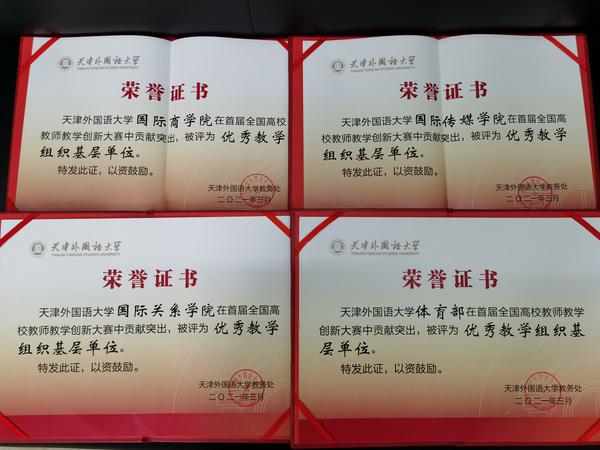 天津外国语大学
TIANJIN FOREIGN STUDIES UNIVERSITY
荣誉证书
天津外国语大学国际商学院在首届全国高校
教师教学创新大赛中贡献突出，被评为 优秀教学
组织基层单位。
特发此证，以资鼓励。
天津外国语大学教务处
二〇二一年三月
天津外国语大学
TIANJIN FOREIGN STUDIES UNIVERSITY
荣誉证书
天津外国语大学国际传媒学院在首届全国高校
教师教学创新大赛中贡献突出，被评为 优秀教学
组织基层单位。
特发此证，以资鼓励。
天津外国语大学教务处
二〇二一年三月
天津外国语大学
TIANJIN FOREIGN STUDIES UNIVERSITY
荣誉证书
天津外国语大学国际关系学院在首届全国高
校教师教学创新大赛中贡献突出，被评为 优秀教学
组织基层单位。
特发此证，以资鼓励。
天津外国语大学教务处
二〇二一年三月
天津外国语大学
TIANJIN FOREIGN STUDIES UNIVERSITY
荣誉证书
天津外国语大学体育部在首届全国高校教师教学
创新大赛中贡献突出，被评为 优秀教学组织基
层单位。
特发此证，以资鼓励。
天津外国语大学教务处
二〇二一年三月